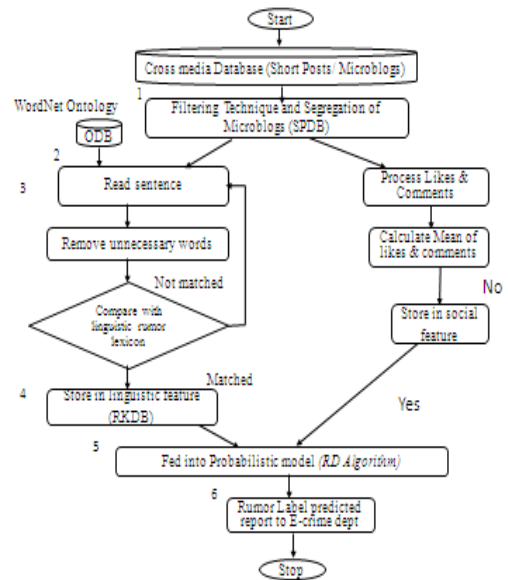 Start
Cross media Database (Short Posts/ Microblogs)
1
Filtering Technique and Segregation of
Microblogs (SPDB)
WordNet Ontology
ODB
2
3
Read sentence
Process Likes &
Comments
Remove unnecessary words
Calculate Mean of
likes & comments
Not matched
No
Compare with
linguistic rumor
lexicon
Store in social
feature
Matched
4
Store in linguistic feature
(RKDB)
Yes
5
Fed into Probabilistic model (RD Algorithm)
6
Rumor Label predicted
report to E-crime dept
Stop